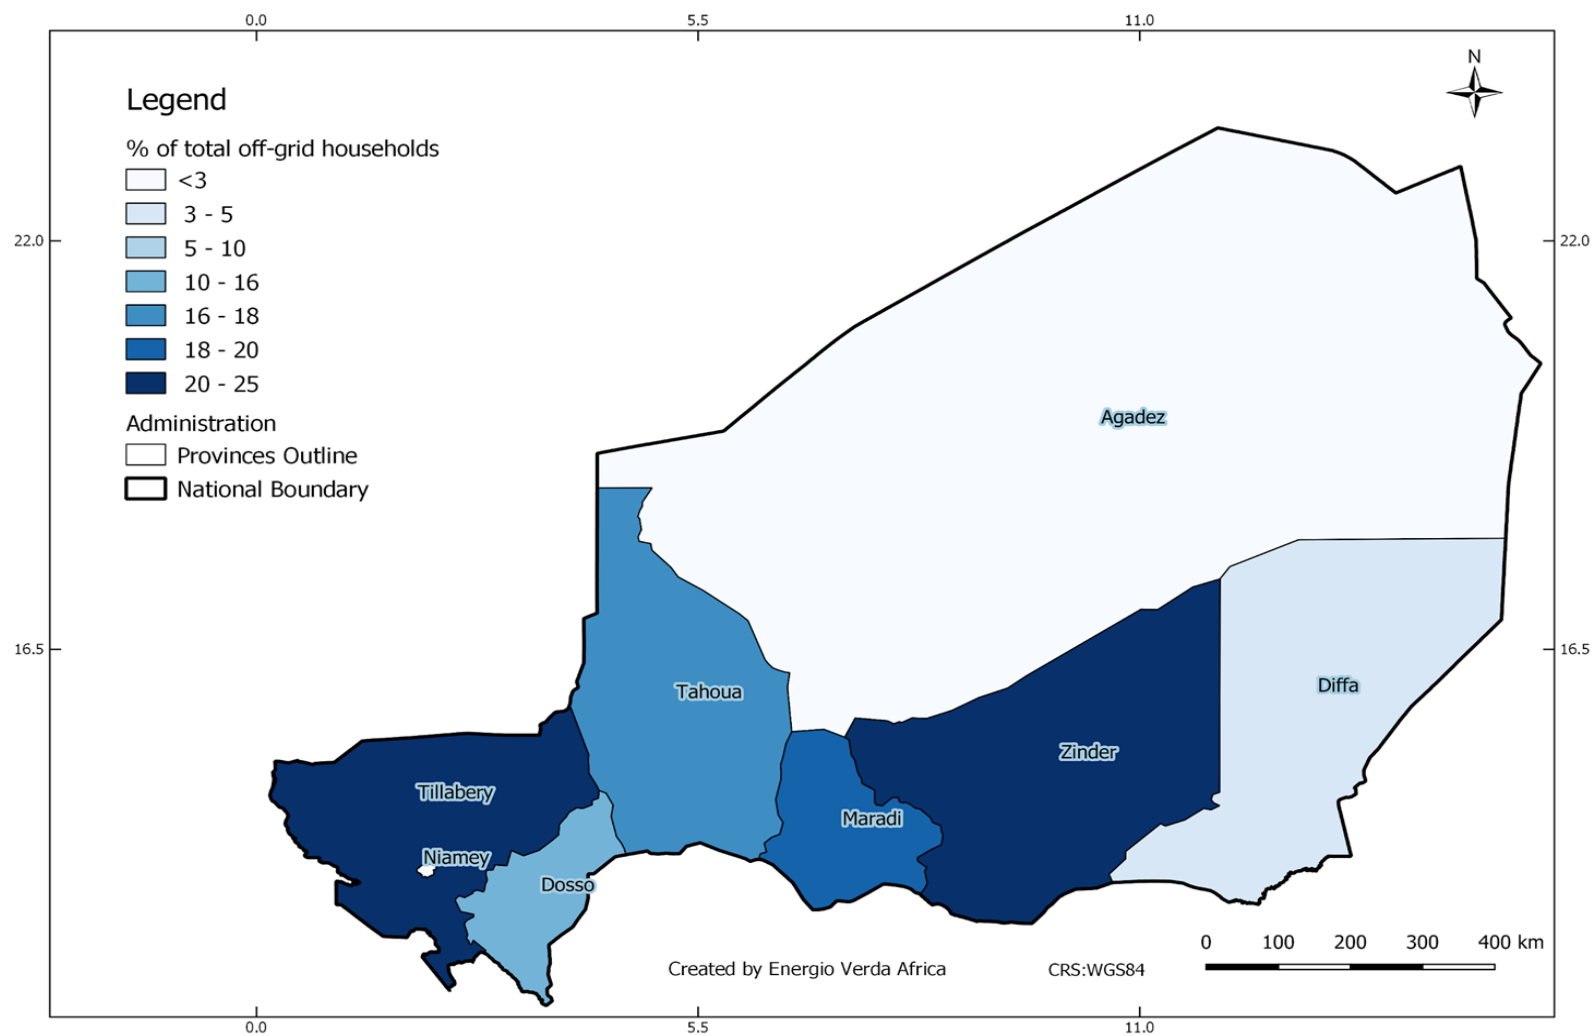 0.0 5.5 11.0
N
Legend
% of total off-grid households
<3
3 - 5
5 - 10
10 - 16
16 - 18
18 - 20
20 - 25
Administration
Provinces Outline
National Boundary
22.0 22.0
16.5 16.5
Agadez
Tahoua
Diffa
Zinder
Tillabery
Maradi
Niamey
Dosso
0 100 200 300 400 km
Created by Energio Verda Africa
CRS:WGS84
0.0 5.5 11.0